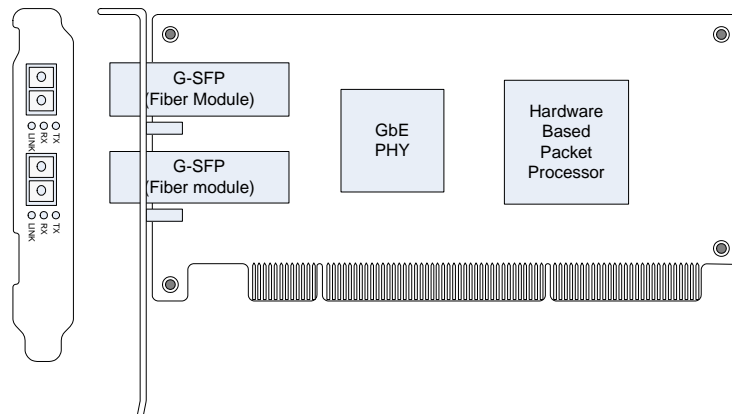 LINK
RX
TX
LINK
RX
TX
G-SFP
(Fiber Module)
G-SFP
(Fiber module)
GbE
PHY
Hardware
Based
Packet
Processor